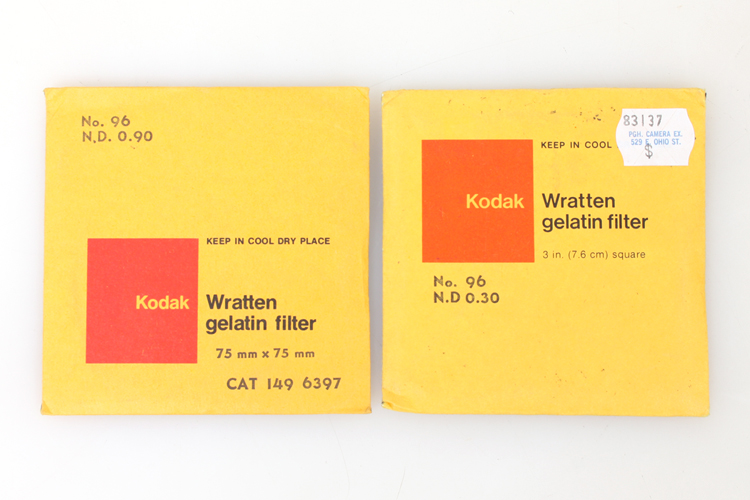 No. 96
N.D. 0.90
KEEP IN COOL DRY PLACE
Kodak
Wratten
gelatin filter
75 mm x 75 mm
CAT 149 6397
83137
PGH. CAMERA EX.
529 E. OHIO ST.
$
KEEP IN COOL
Kodak
Wratten
gelatin filter
3 in. (7.6 cm) square
No. 96
N.D 0.30